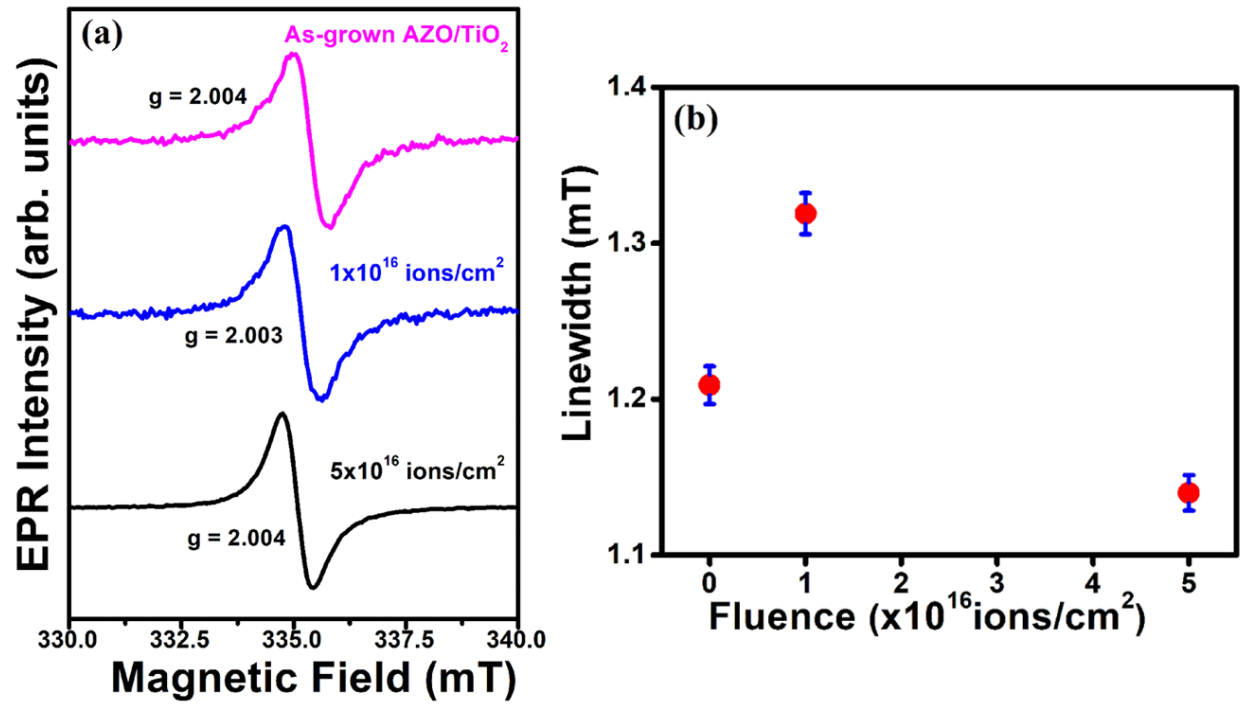 (a)
As-grown AZO/TiO₂
g = 2.004
1x10¹⁶ ions/cm²
g = 2.003
5x10¹⁶ ions/cm²
g = 2.004
EPR Intensity (arb. units)
330.0 332.5 335.0 337.5 340.0
Magnetic Field (mT)
(b)
1.4
1.3
1.2
1.1
Linewidth (mT)
0 1 2 3 4 5
Fluence (x10¹⁶ions/cm²)